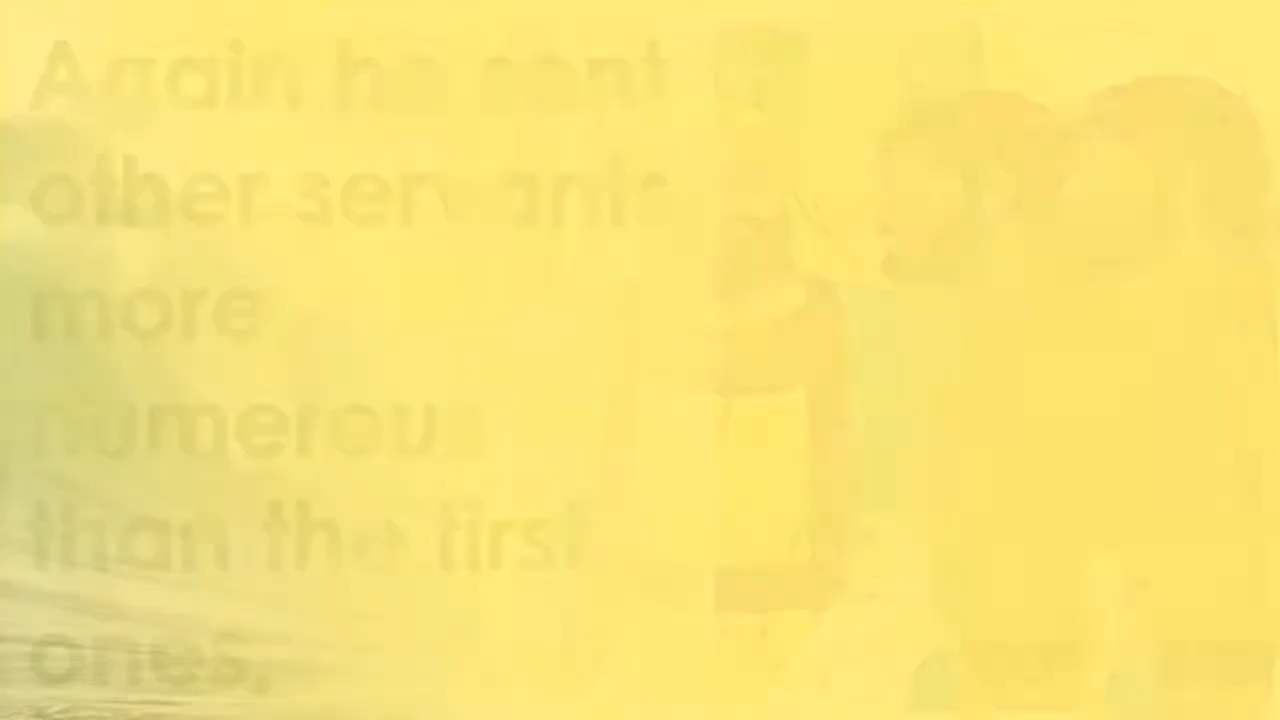 Again he sent
other servants
more
numerous
than the first
ones,